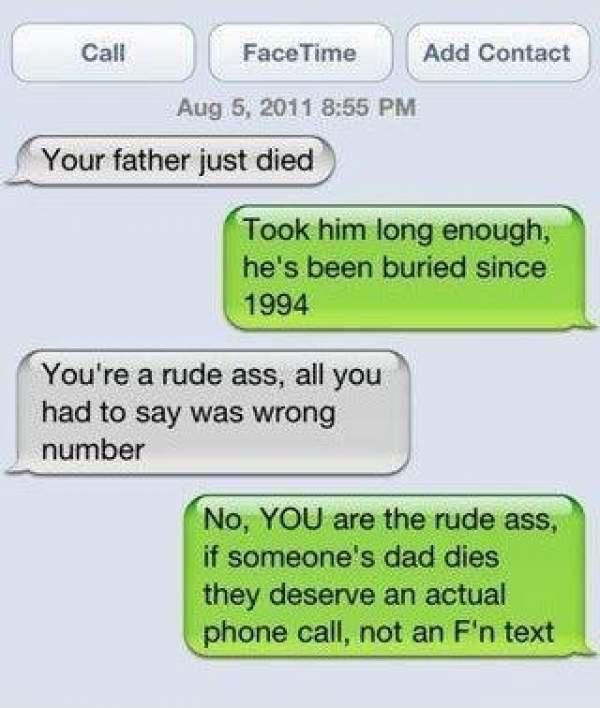 Call FaceTime Add Contact
Aug 5, 2011 8:55 PM
Your father just died
Took him long enough,
he's been buried since
1994
You're a rude ass, all you
had to say was wrong
number
No, YOU are the rude ass,
if someone's dad dies
they deserve an actual
phone call, not an F'n text